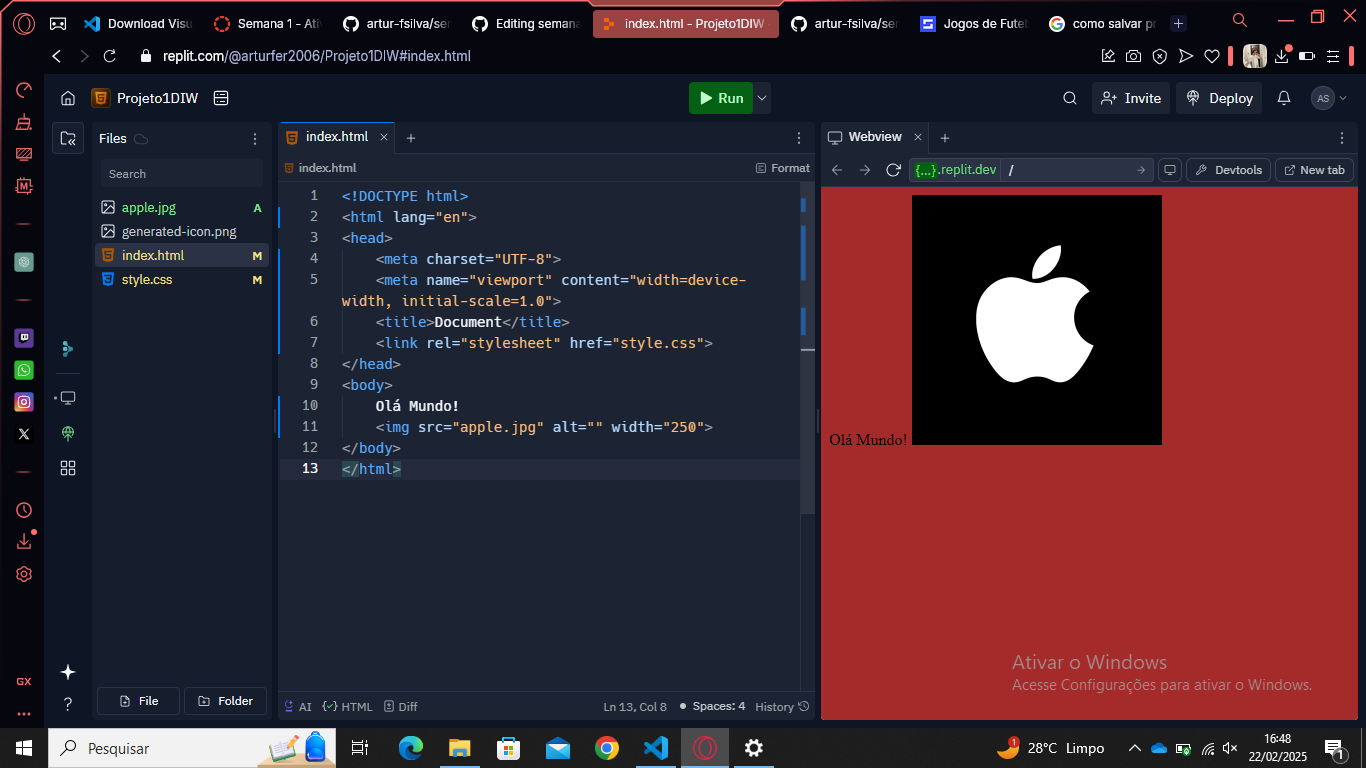 Download Visu
Semana 1 - Ati
artur-fsilva/ser
Editing semana
index.html - Projeto1DIW
artur-fsilva/ser
Jogos de Futeb
como salvar pr
replit.com/@arturfer2006/Projeto1DIW#index.html
Projeto1DIW
Run
Invite
Deploy
AS
Files
index.html
Webview
index.html
Format
{...}.replit.dev
/
Devtools
New tab
Search
apple.jpg A
generated-icon.png
index.html M
style.css M
1 <!DOCTYPE html>
2 <html lang="en">
3 <head>
4 <meta charset="UTF-8">
5 <meta name="viewport" content="width=device-
width, initial-scale=1.0">
6 <title>Document</title>
7 <link rel="stylesheet" href="style.css">
8 </head>
9 <body>
10 Olá Mundo!
11 <img src="apple.jpg" alt="" width="250">
12 </body>
13 </html>
Olá Mundo!
Ativar o Windows
Acesse Configurações para ativar o Windows.
GX
File
Folder
AI
HTML
Diff
Ln 13, Col 8
Spaces: 4
History
Pesquisar
1
28°C Limpo
16:48
22/02/2025
1